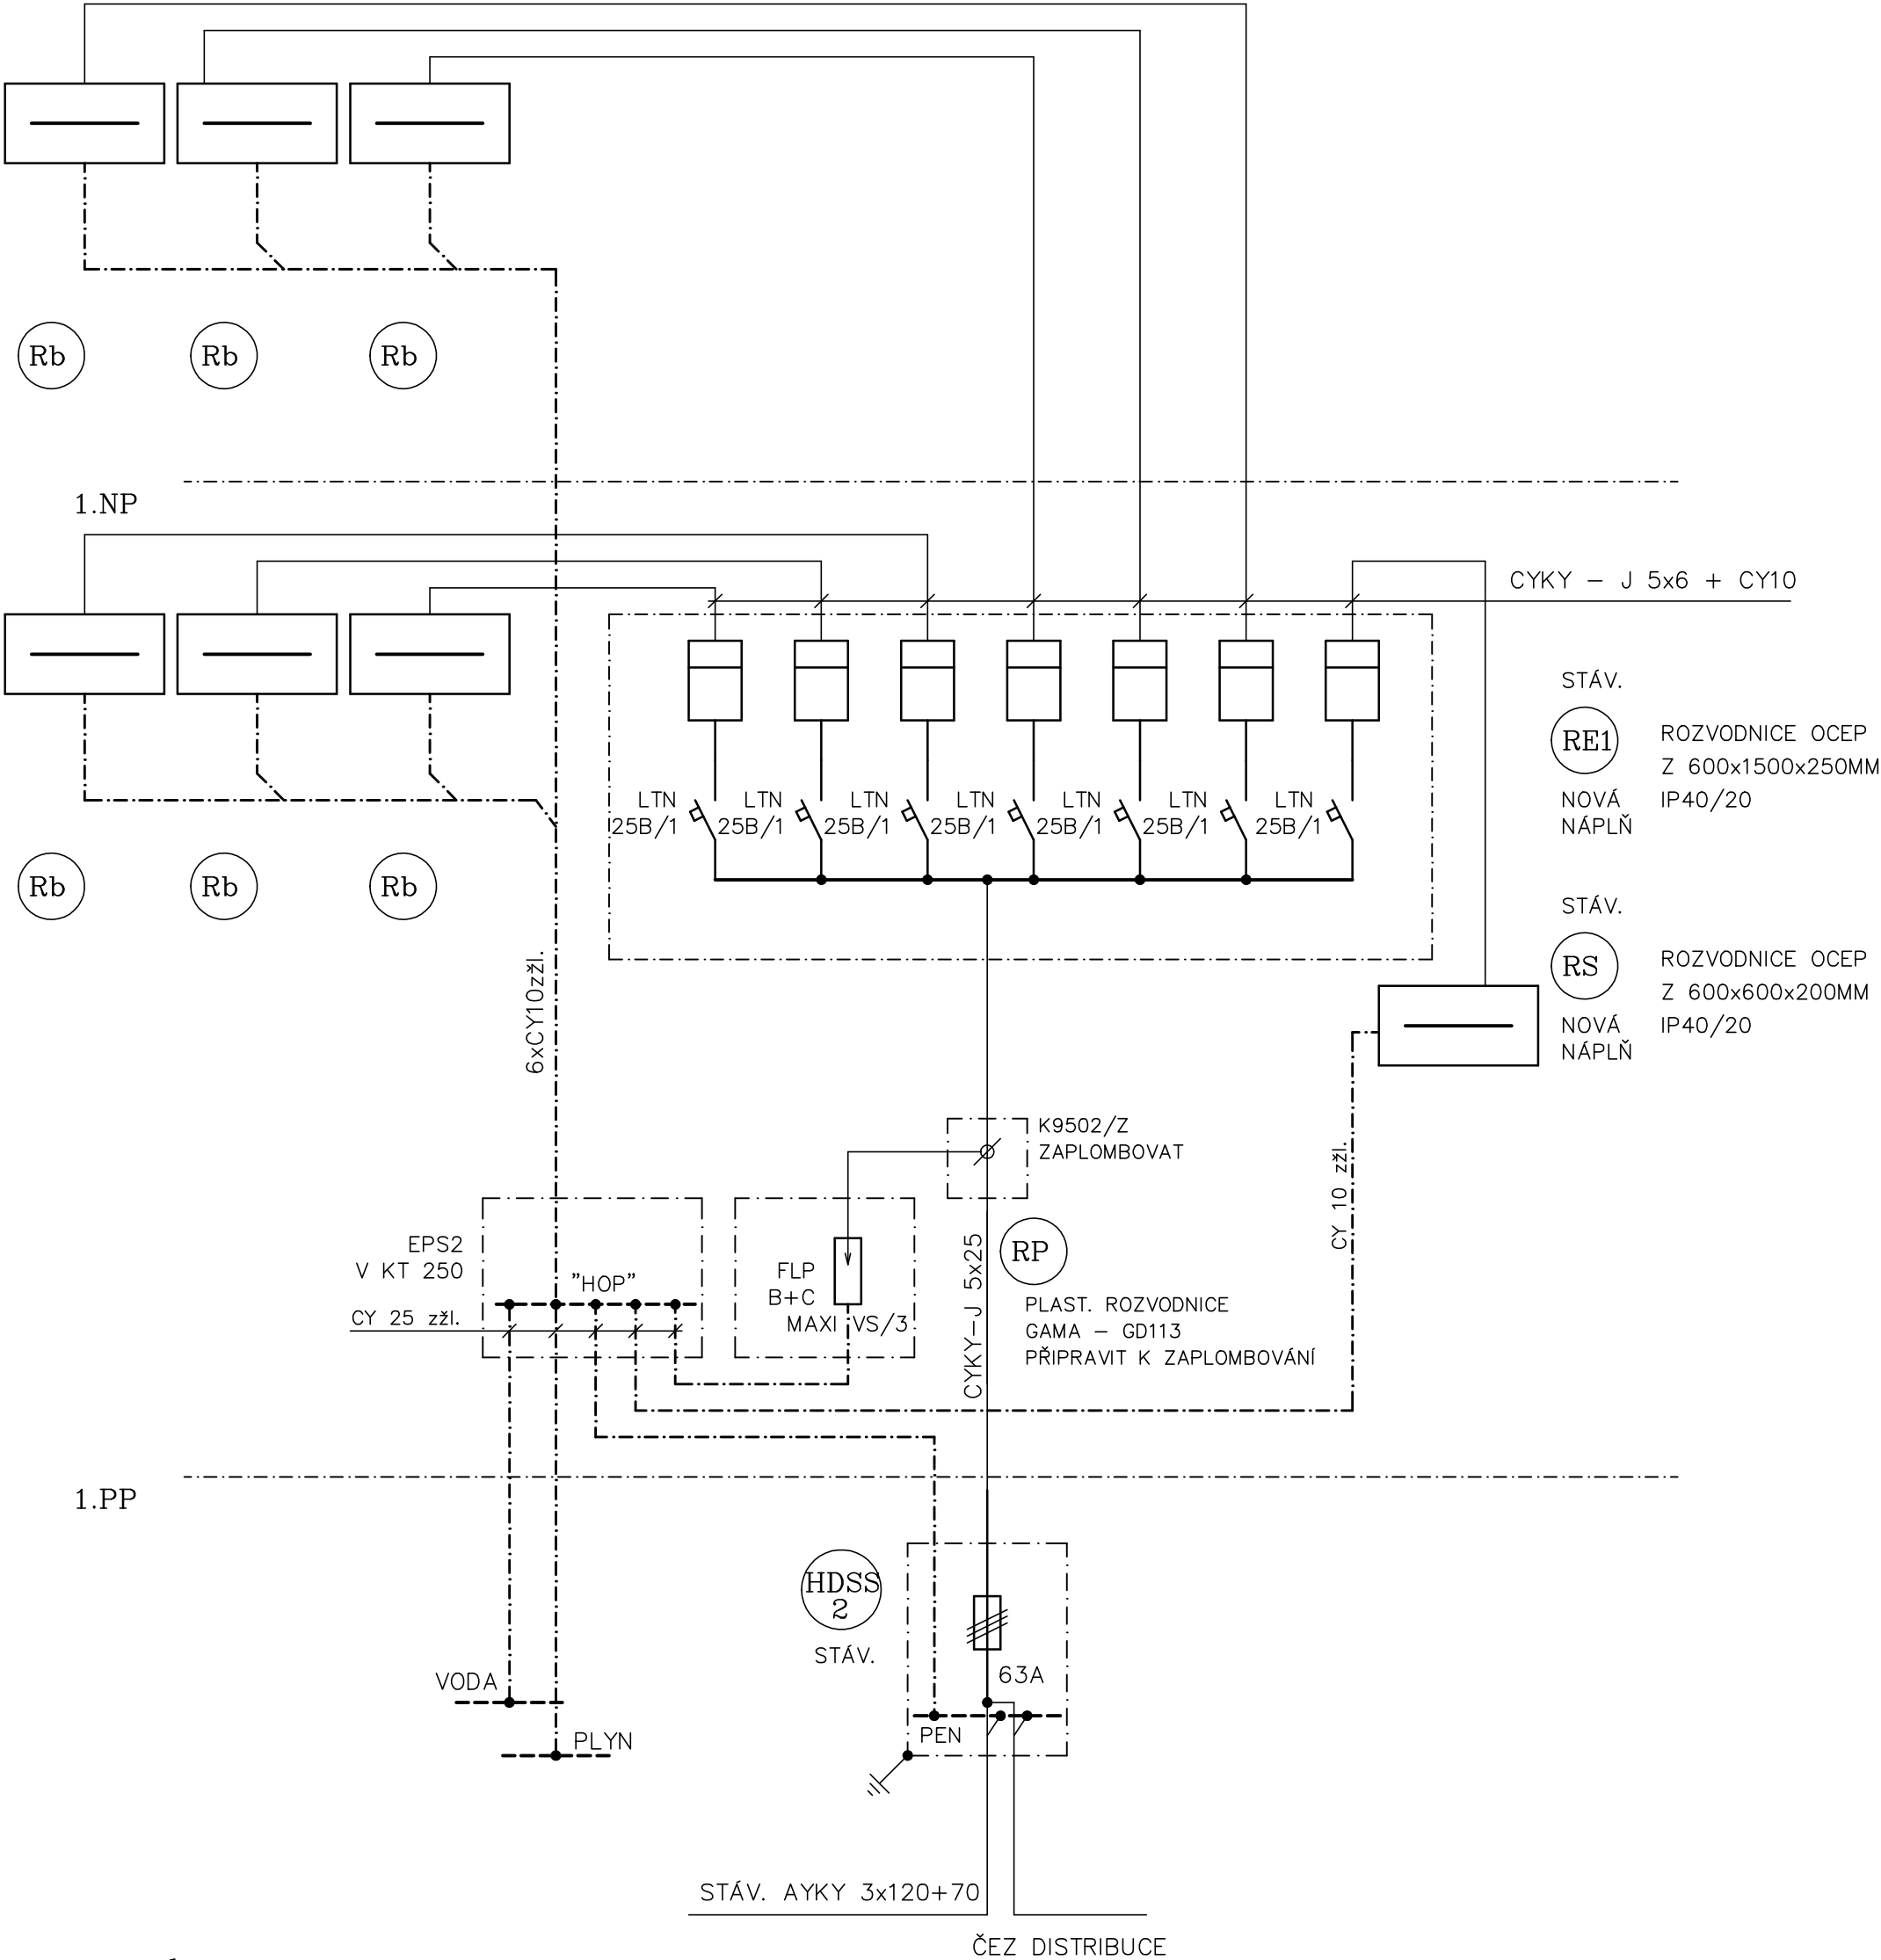 Rb
Rb
Rb
1.NP
CYKY – J 5x6 + CY10
STÁV.
RE1
ROZVODNICE OCEP
Z 600x1500x250MM
NOVÁ
IP40/20
NÁPLŇ
LTN
25B/1
LTN
25B/1
LTN
25B/1
LTN
25B/1
LTN
25B/1
LTN
25B/1
LTN
25B/1
Rb
Rb
Rb
STÁV.
RS
ROZVODNICE OCEP
Z 600x600x200MM
NOVÁ
IP40/20
NÁPLŇ
6xCY10zžl.
K9502/Z
ZAPLOMBOVAT
CY 10 zžl.
EPS2
V KT 250
"HOP"
CY 25 zžl.
FLP
B+C
MAXI VS/3
CYKY–J 5x25
RP
PLAST. ROZVODNICE
GAMA – GD113
PŘIPRAVIT K ZAPLOMBOVÁNÍ
1.PP
HDSS
2
STÁV.
63A
VODA
PEN
PLYN
STÁV. AYKY 3x120+70
ČEZ DISTRIBUCE